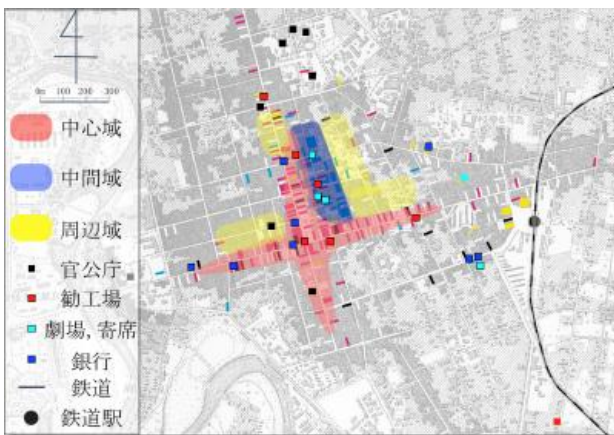 0m 100 200 300
中心域
中間域
周辺域
官公庁
勧工場
劇場, 寄席
銀行
鉄道
鉄道駅